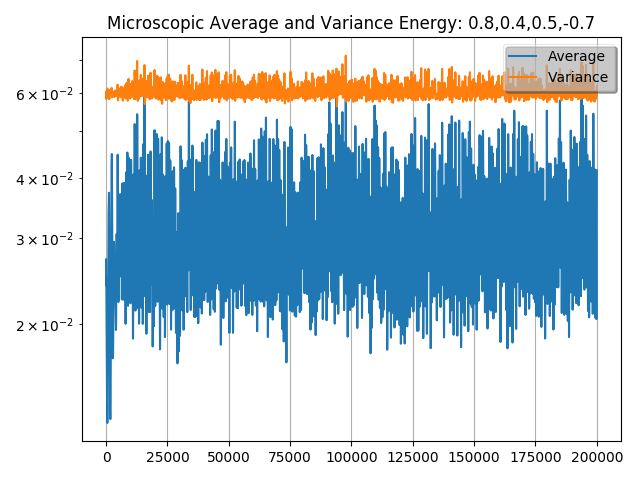 Microscopic Average and Variance Energy: 0.8,0.4,0.5,-0.7
Average
Variance
6 × 10⁻²
4 × 10⁻²
3 × 10⁻²
2 × 10⁻²
0 25000 50000 75000 100000 125000 150000 175000 200000